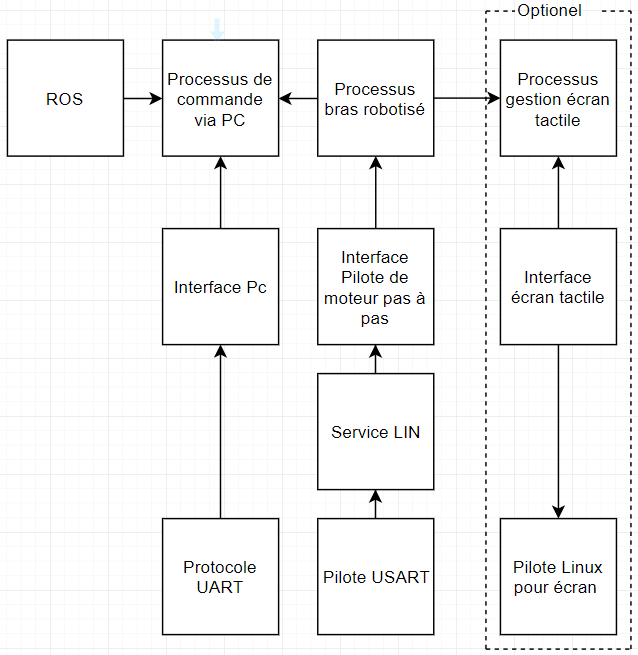 Optionel
ROS
Processus de
commande
via PC
Processus
bras robotisé
Processus
gestion écran
tactile
Interface Pc
Interface
Pilote de
moteur pas à
pas
Interface
écran tactile
Service LIN
Protocole
UART
Pilote USART
Pilote Linux
pour écran